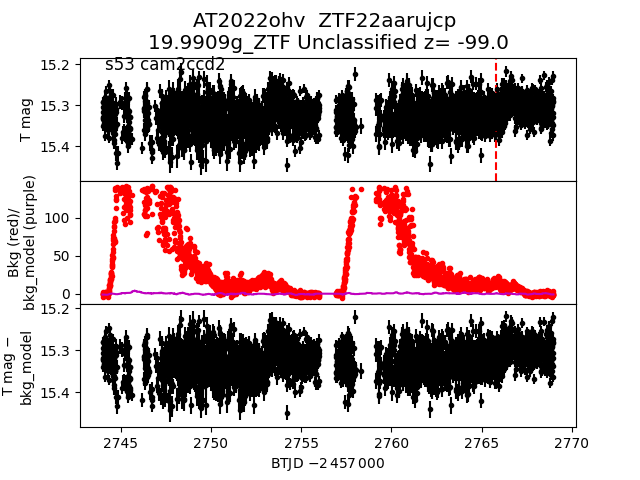 AT2022ohv  ZTF22aarujcp
19.9909g_ZTF Unclassified z= -99.0
s53 cam2ccd2
15.2
15.3
15.4
T mag
100
50
0
Bkg (red)/
bkg_model (purple)
15.2
15.3
15.4
T mag −
bkg_model
2745
2750
2755
2760
2765
2770
BTJD −2 457 000